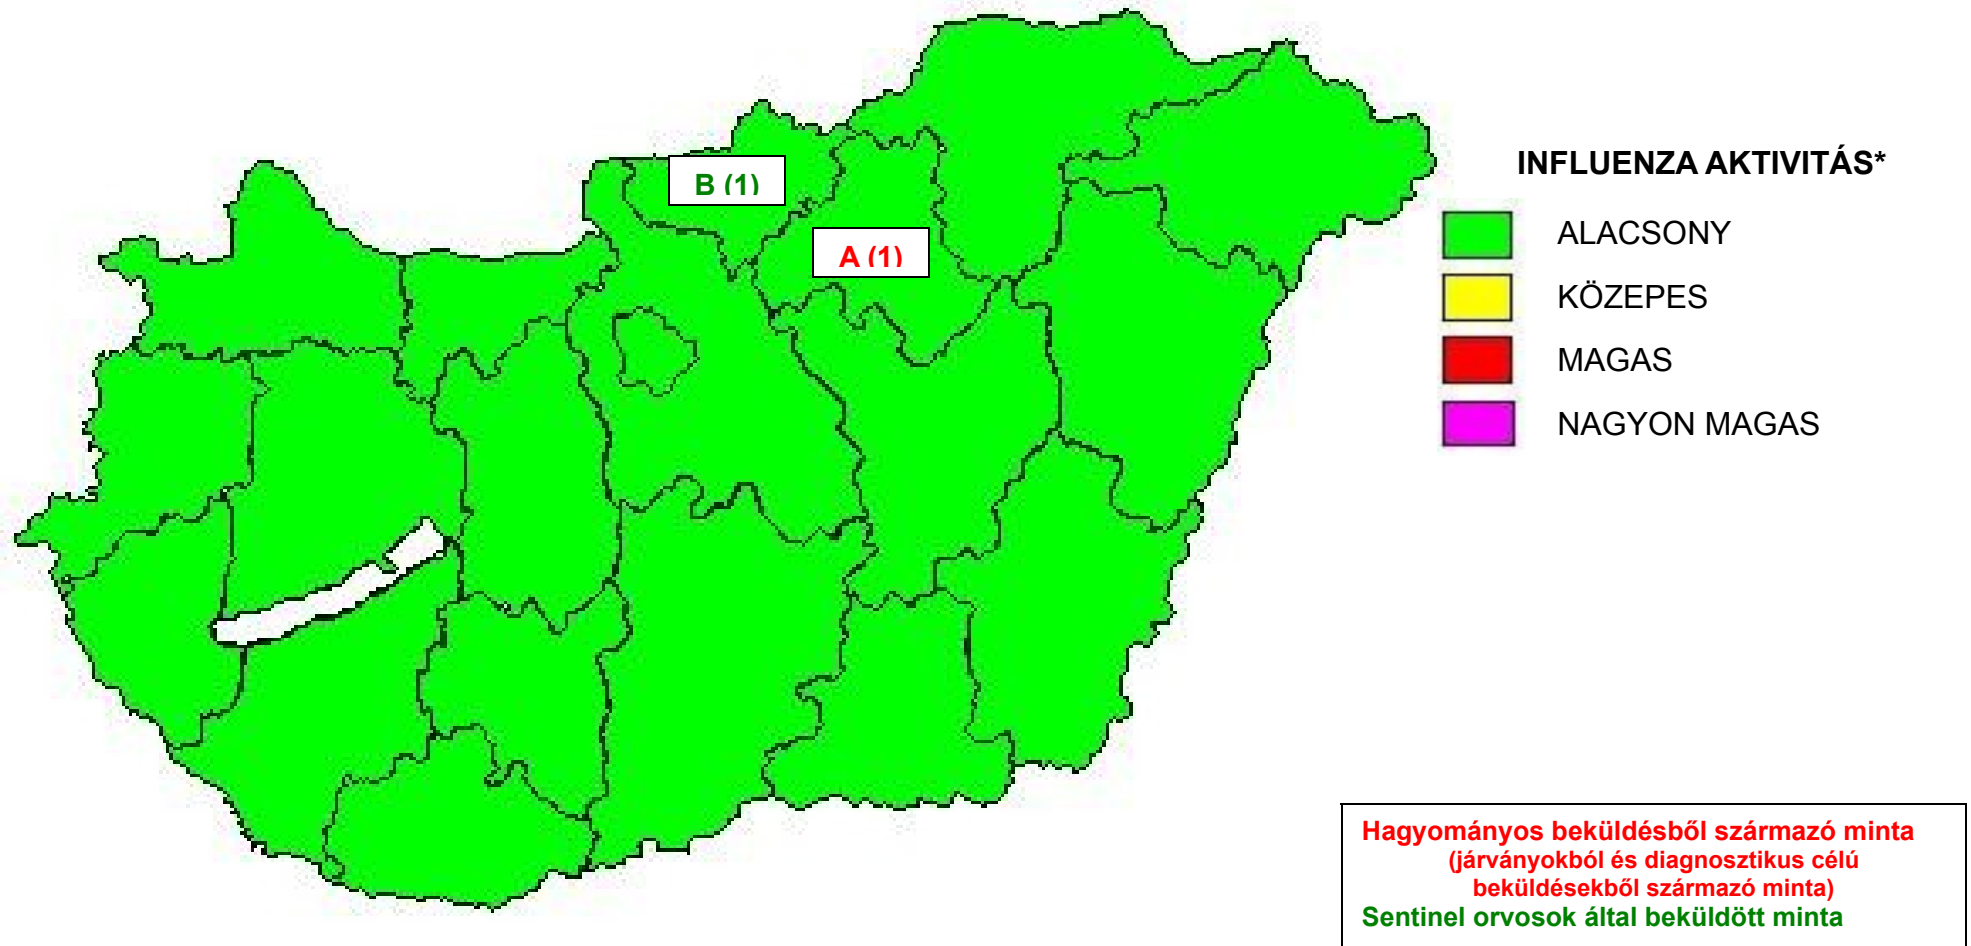 B (1)
A (1)
INFLUENZA AKTIVITÁS*
ALACSONY
KÖZEPES
MAGAS
NAGYON MAGAS
Hagyományos beküldésből származó minta
(járványokból és diagnosztikus célú
beküldésekből származó minta)
Sentinel orvosok által beküldött minta